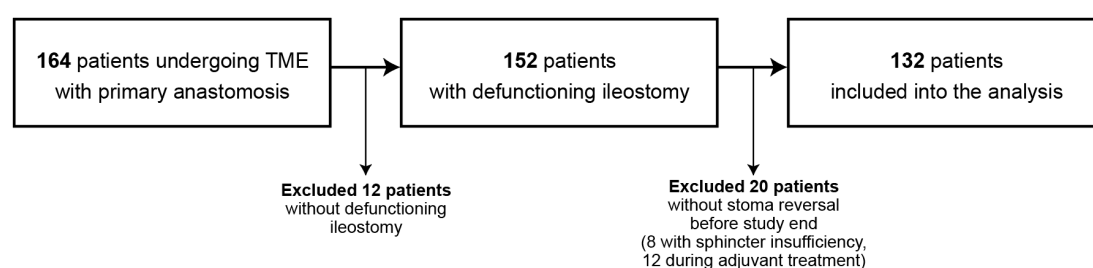 164 patients undergoing TME
with primary anastomosis
152 patients
with defunctioning ileostomy
132 patients
included into the analysis
Excluded 12 patients
without defunctioning
ileostomy
Excluded 20 patients
without stoma reversal
before study end
(8 with sphincter insufficiency,
12 during adjuvant treatment)